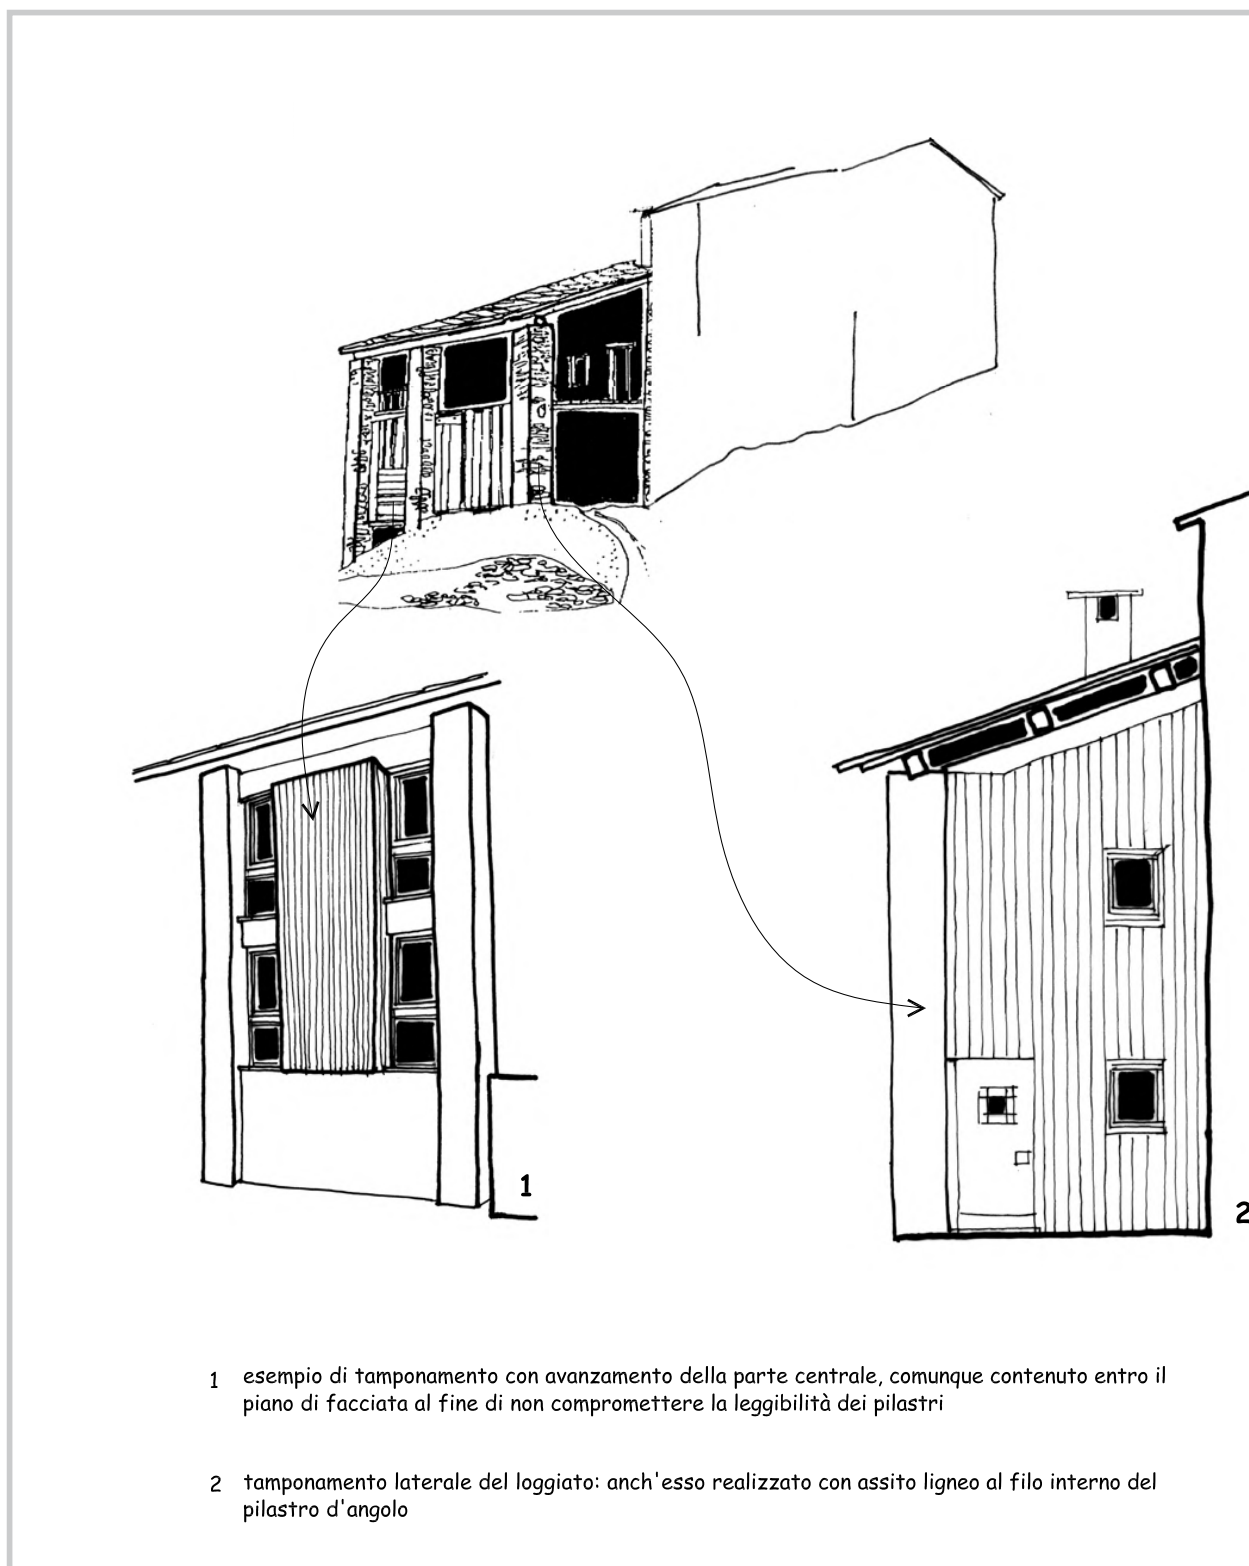 1
2
1 esempio di tamponamento con avanzamento della parte centrale, comunque contenuto entro il
piano di facciata al fine di non compromettere la leggibilità dei pilastri
2 tamponamento laterale del loggiato: anch'esso realizzato con assito ligneo al filo interno del
pilastro d'angolo